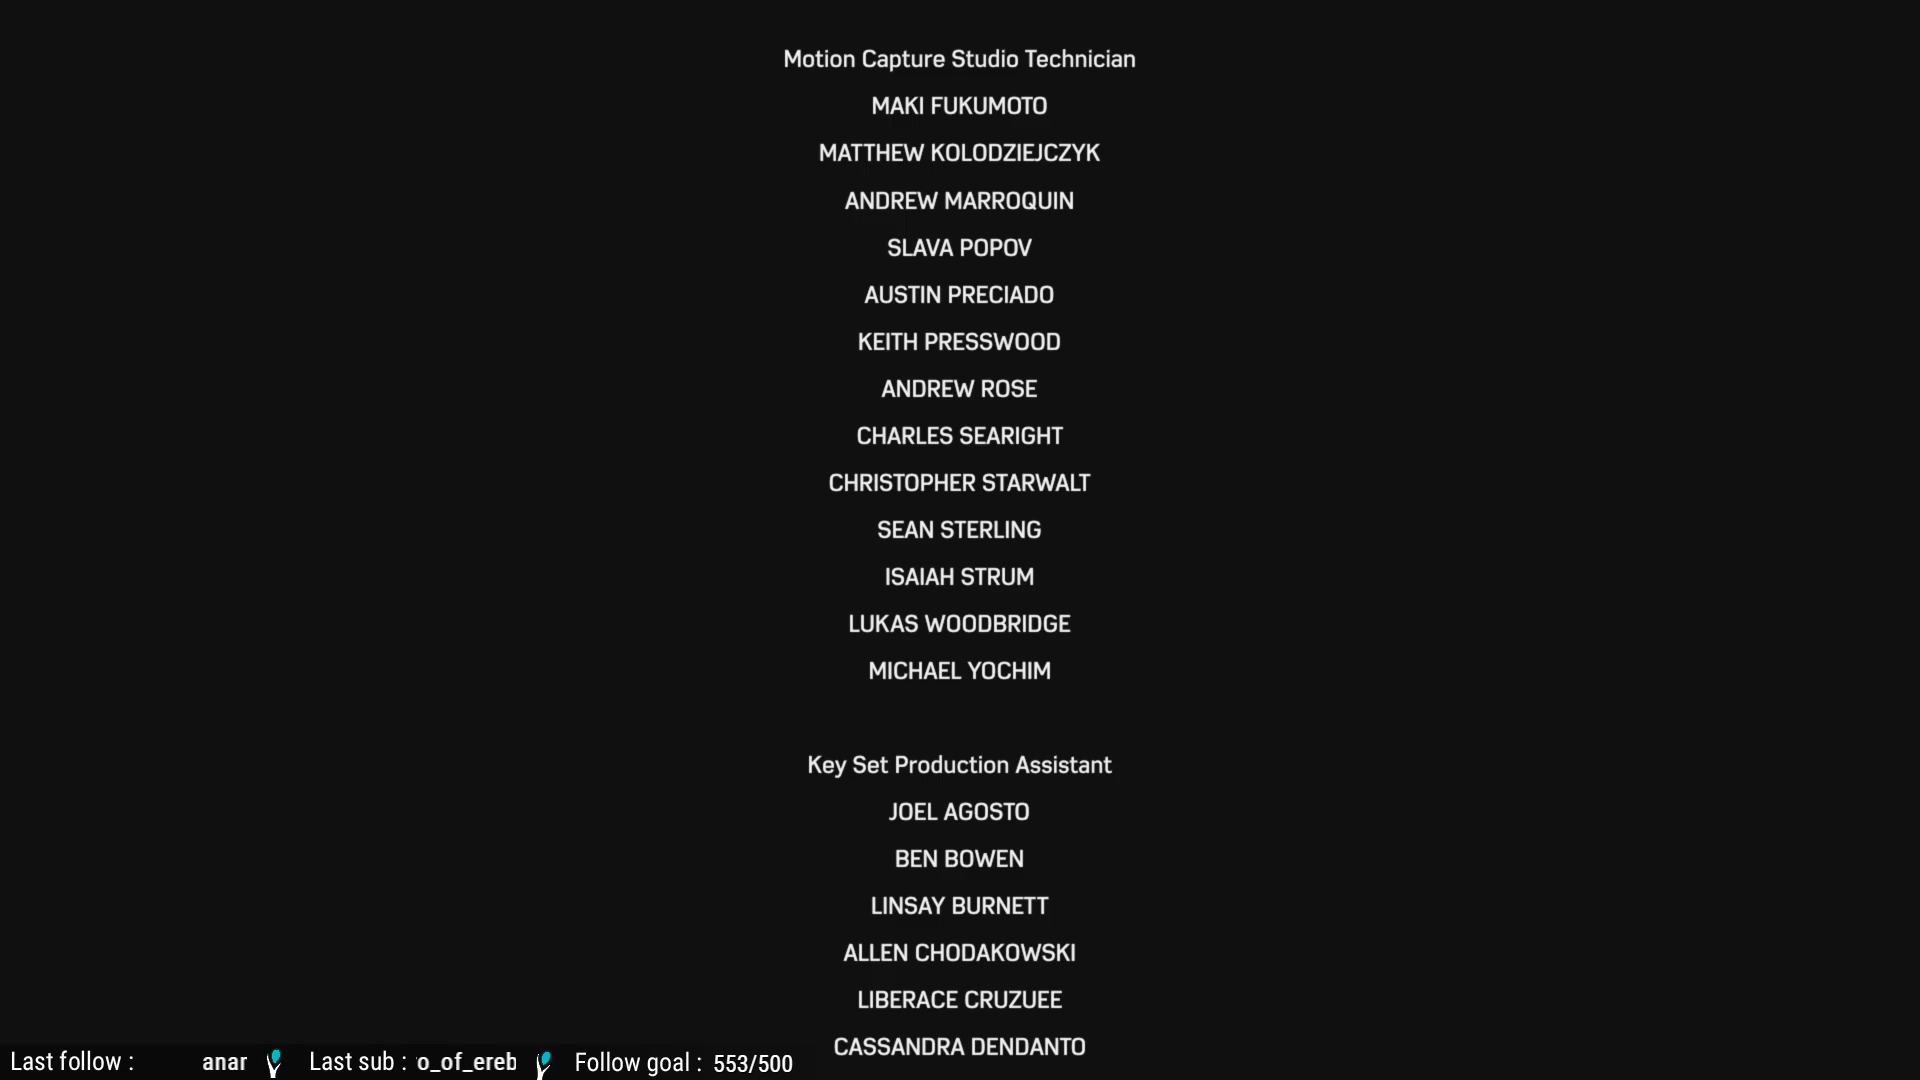 Motion Capture Studio Technician
MAKI FUKUMOTO
MATTHEW KOLODZIEJCZYK
ANDREW MARROQUIN
SLAVA POPOV
AUSTIN PRECIADO
KEITH PRESSWOOD
ANDREW ROSE
CHARLES SEARIGHT
CHRISTOPHER STARWALT
SEAN STERLING
ISAIAH STRUM
LUKAS WOODBRIDGE
MICHAEL YOCHIM
Key Set Production Assistant
JOEL AGOSTO
BEN BOWEN
LINSAY BURNETT
ALLEN CHODAKOWSKI
LIBERACE CRUZUEE
CASSANDRA DENDANTO
Last follow : anar Last sub : o_of_ereb Follow goal : 553/500